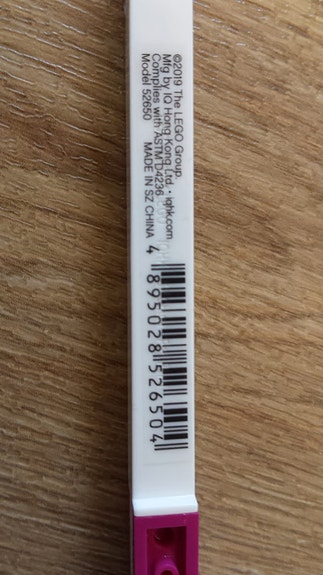 ©2019 The LEGO Group.
Mfg by IQ Hong Kong Ltd. • iqhk.com
Complies with ASTM D4236
Model 52650 MADE IN SZ CHINA
4 895028 526504